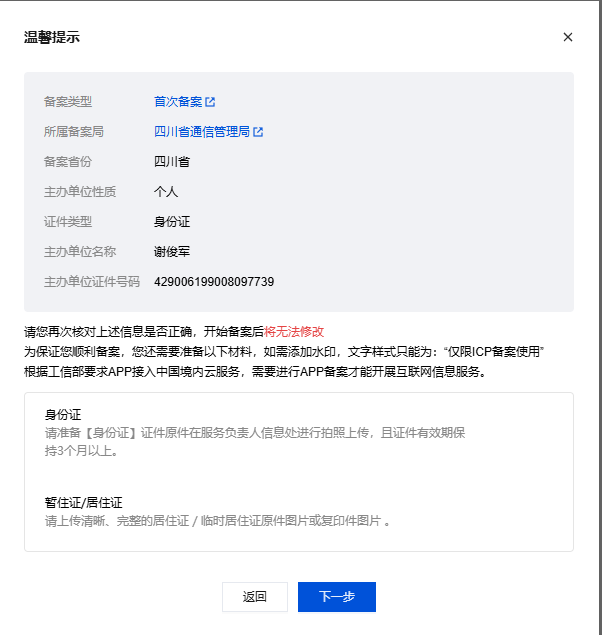 温馨提示
备案类型 首次备案
所属备案局 四川省通信管理局
备案省份 四川省
主办单位性质 个人
证件类型 身份证
主办单位名称 谢俊军
主办单位证件号码 429006199008097739
请您再次核对上述信息是否正确，开始备案后将无法修改
为保证您顺利备案，您还需要准备以下材料，如需添加水印，文字样式只能为：“仅限ICP备案使用”
根据工信部要求APP接入中国境内云服务，需要进行APP备案才能开展互联网信息服务。
身份证
请准备【身份证】证件原件在服务负责人信息处进行拍照上传，且证件有效期保
持3个月以上。
暂住证/居住证
请上传清晰、完整的居住证 / 临时居住证原件图片或复印件图片 。
返回 下一步